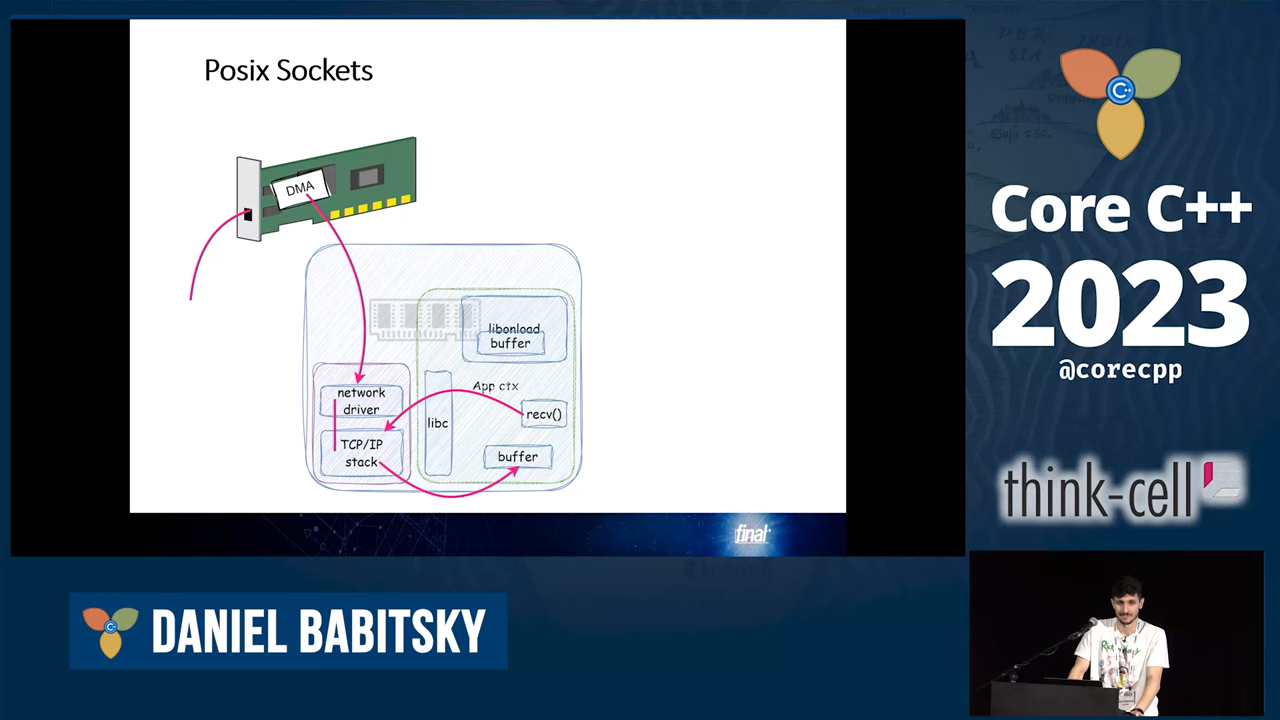 Posix Sockets
DMA
libonload
buffer
network
driver
App ctx
recv()
libc
TCP/IP
stack
buffer
final
DANIEL BABITSKY
C++
Core C++
2023
@corecpp
think-cell